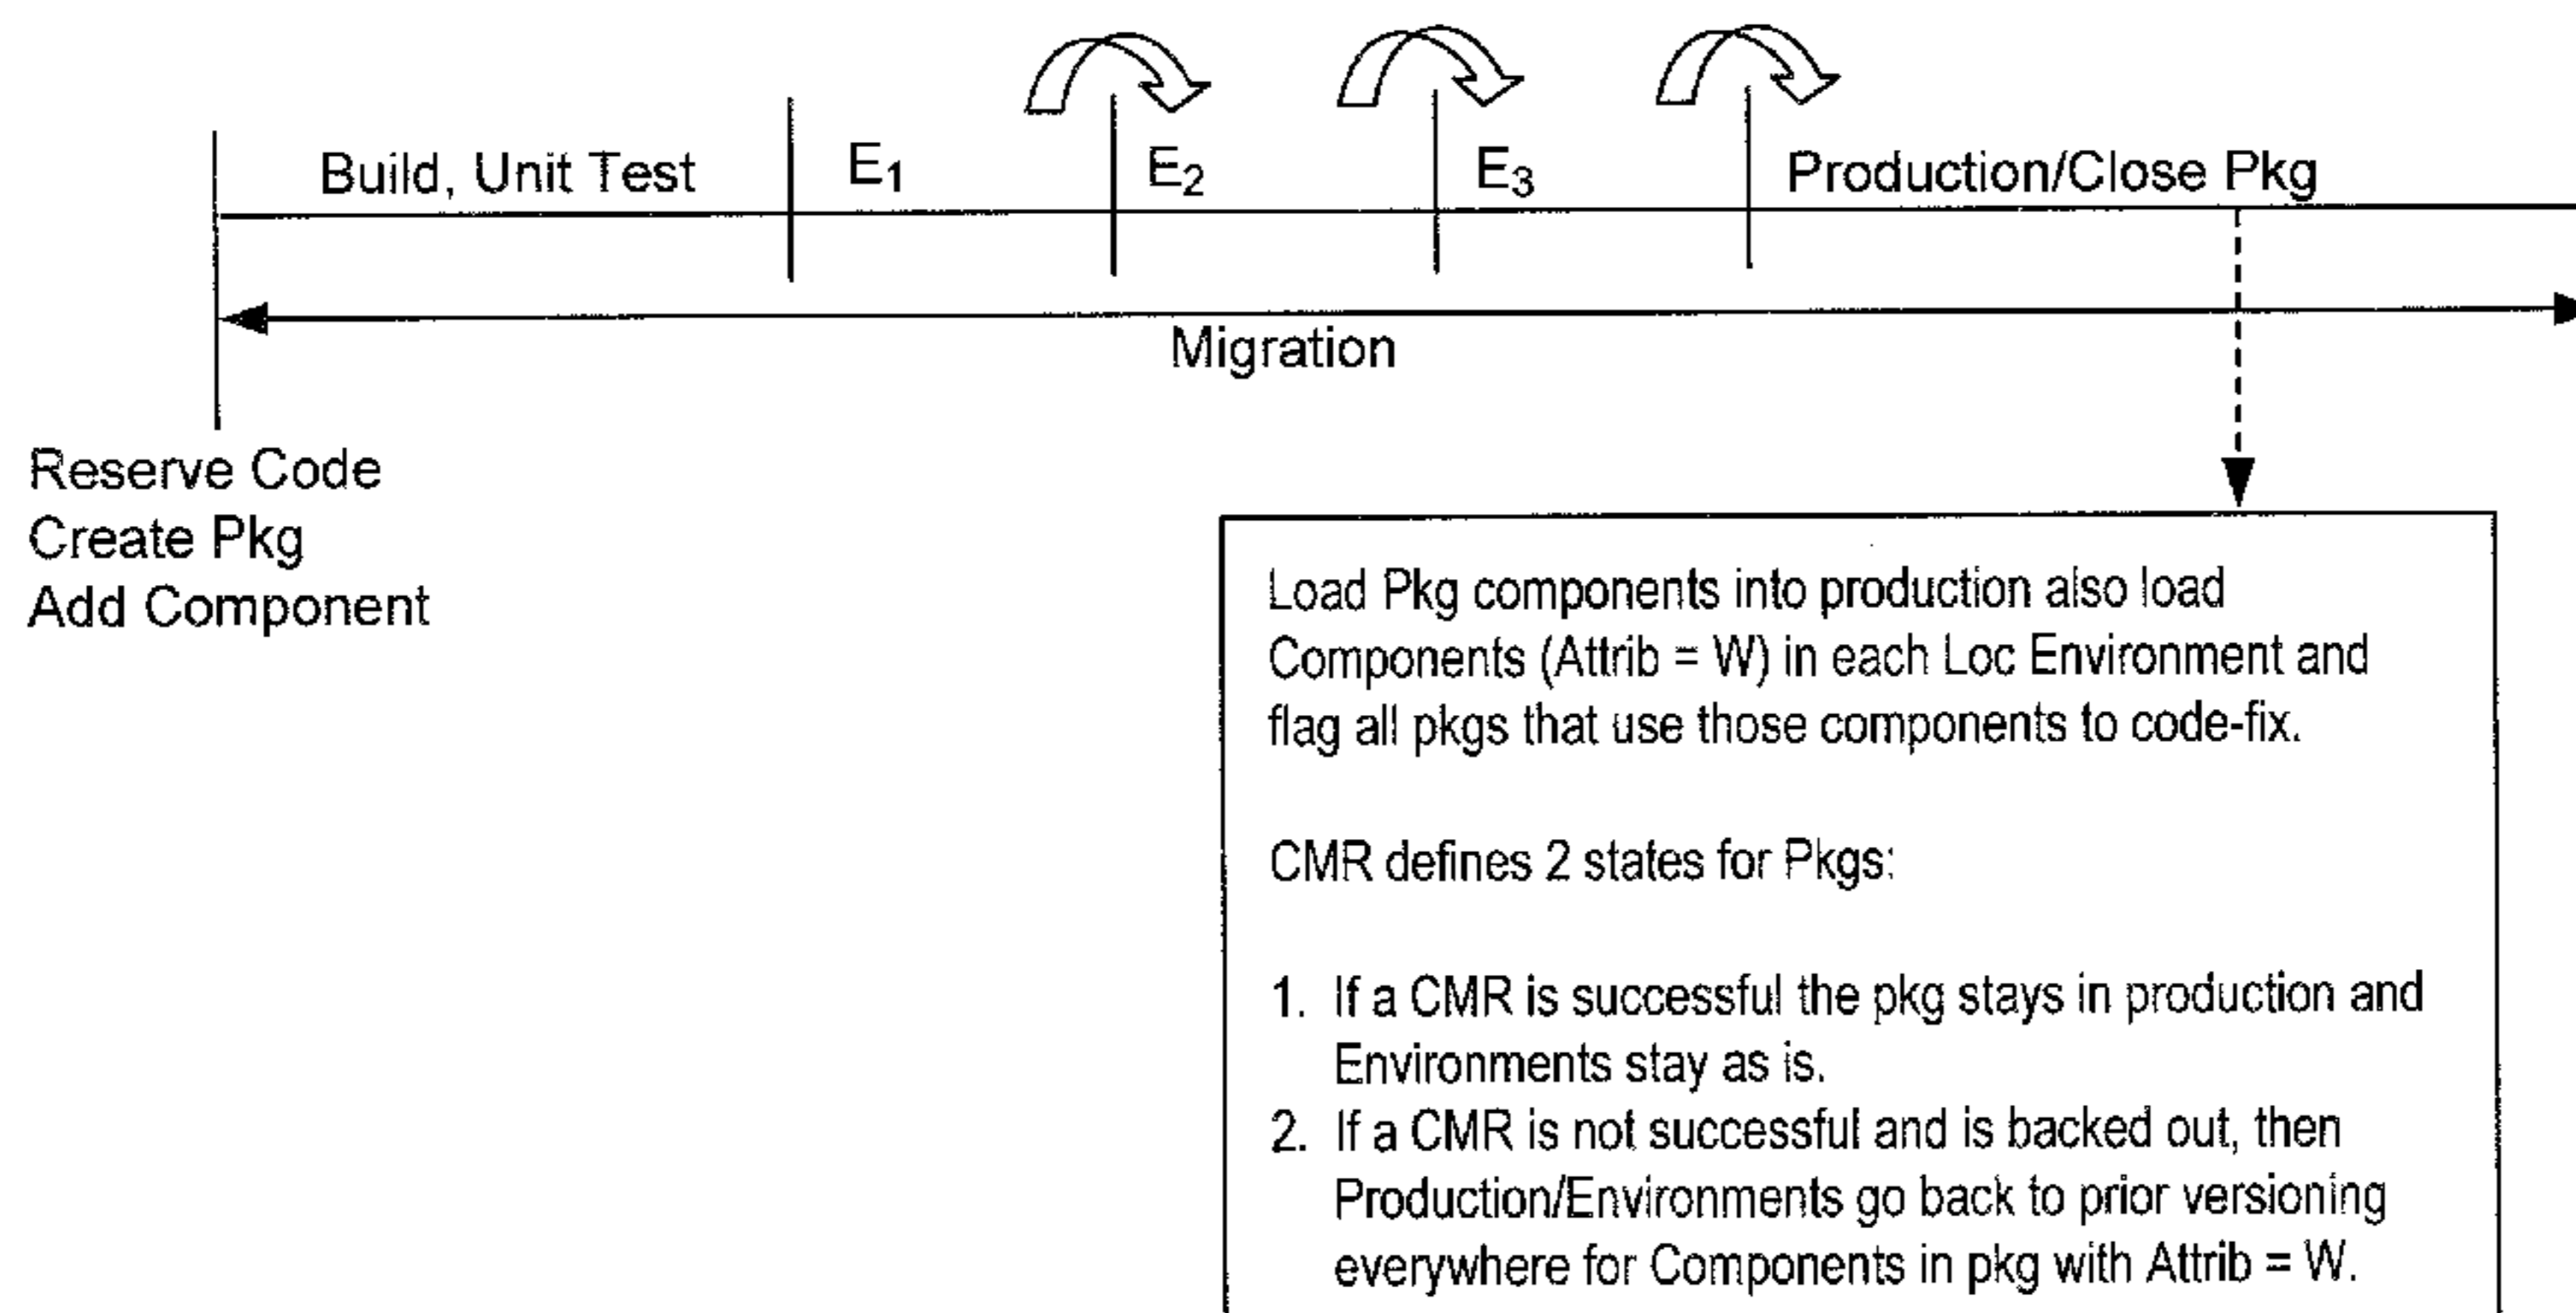 Build, Unit Test
E₁
E₂
E₃
Production/Close Pkg
Migration
Reserve Code
Create Pkg
Add Component
Load Pkg components into production also load
Components (Attrib = W) in each Loc Environment and
flag all pkgs that use those components to code-fix.
CMR defines 2 states for Pkgs:
1. If a CMR is successful the pkg stays in production and
Environments stay as is.
2. If a CMR is not successful and is backed out, then
Production/Environments go back to prior versioning
everywhere for Components in pkg with Attrib = W.